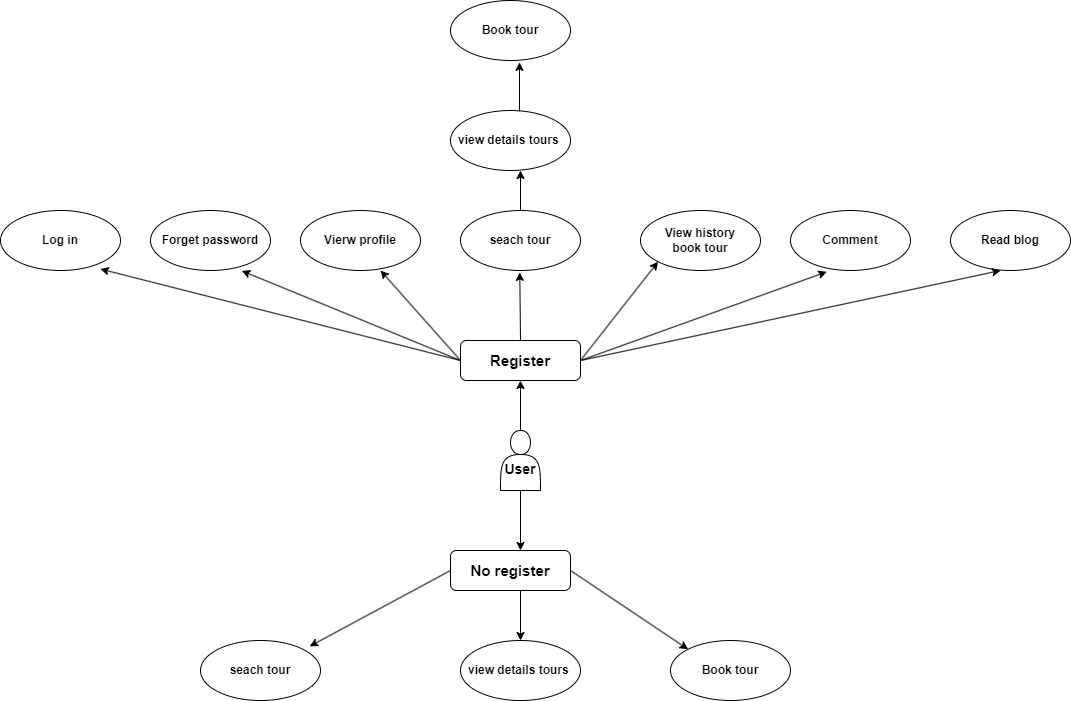 Book tour
view details tours
Log in
Forget password
Vierw profile
seach tour
View history
book tour
Comment
Read blog
Register
User
No register
seach tour
view details tours
Book tour